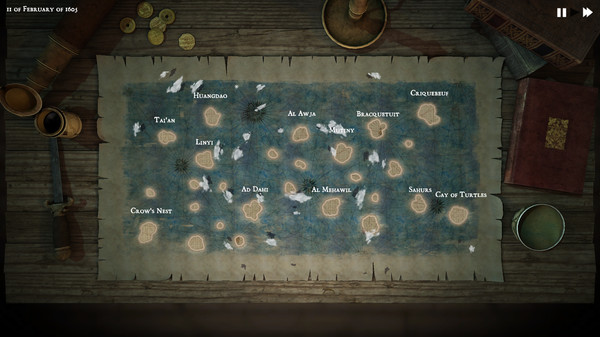 11 of February of 1605
Criquebeuf
Huangdao
Al Awja
Bracquetuit
Tai'an
Mutiny
Linyi
Ad Dahi
Al Mehawil
Sahurs
Cay of Turtles
Crow's Nest